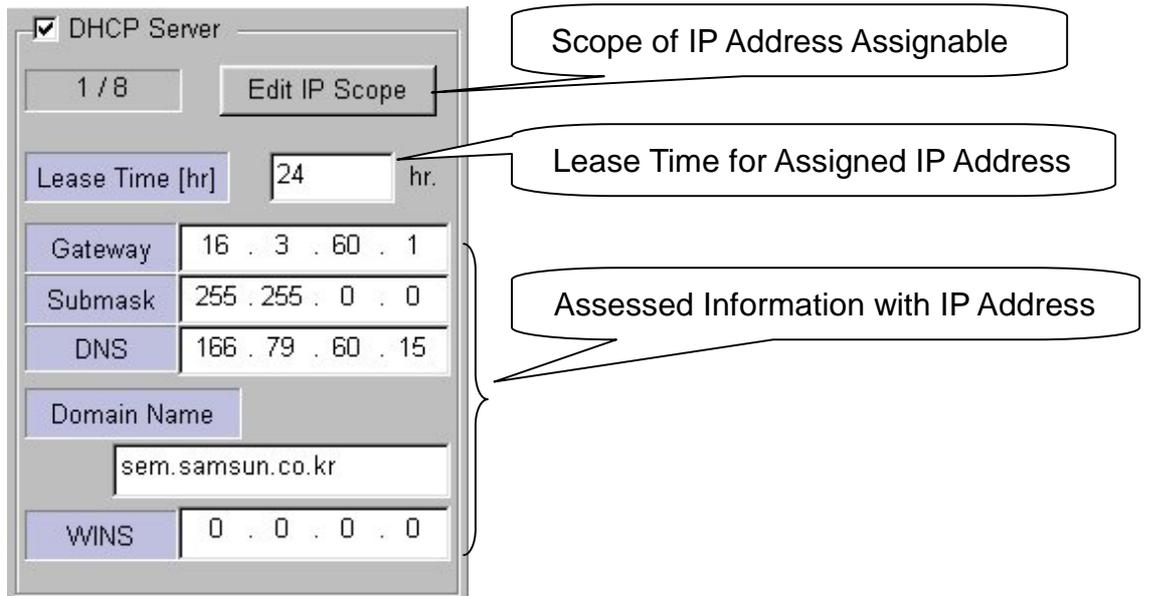 DHCP Server
1 / 8
Edit IP Scope
Scope of IP Address Assignable
Lease Time [hr]
24
hr.
Lease Time for Assigned IP Address
Gateway
16 . 3 . 60 . 1
Submask
255 . 255 . 0 . 0
DNS
166 . 79 . 60 . 15
Assessed Information with IP Address
Domain Name
sem.samsun.co.kr
WINS
0 . 0 . 0 . 0